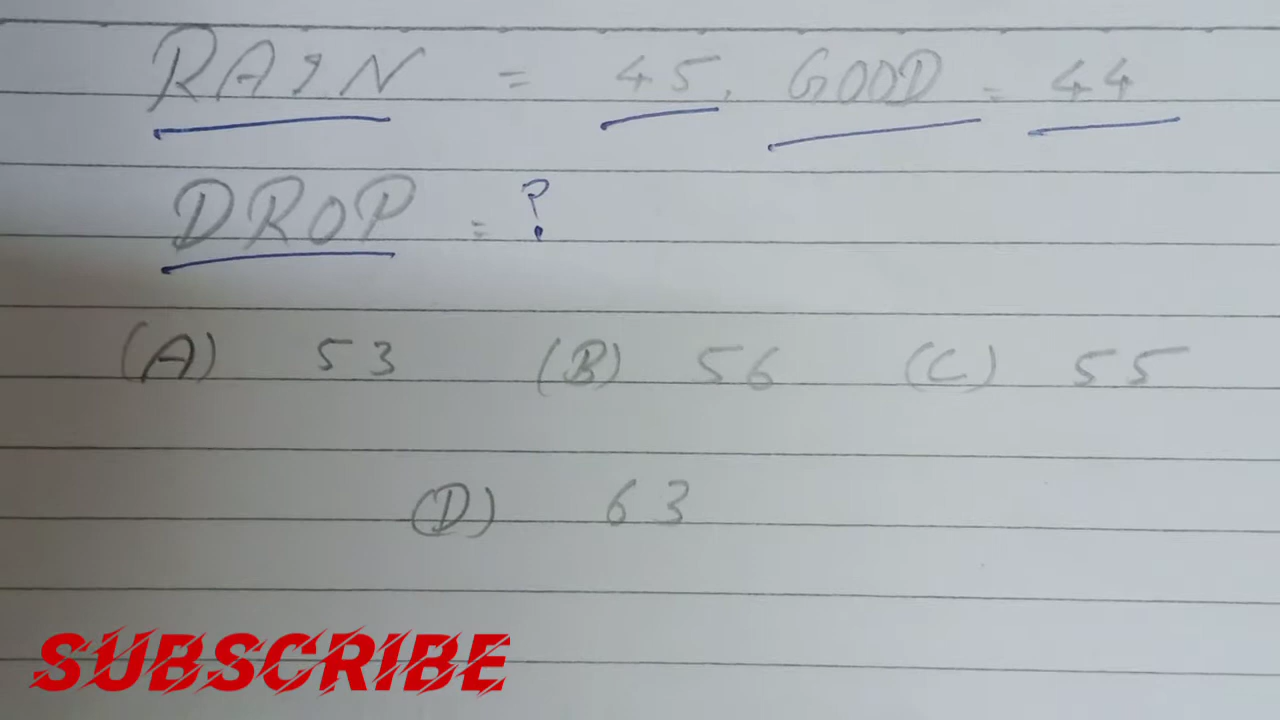 RAIN = 45, GOOD = 44
DROP = ?
(A) 53 (B) 56 (C) 55
(D) 63
SUBSCRIBE